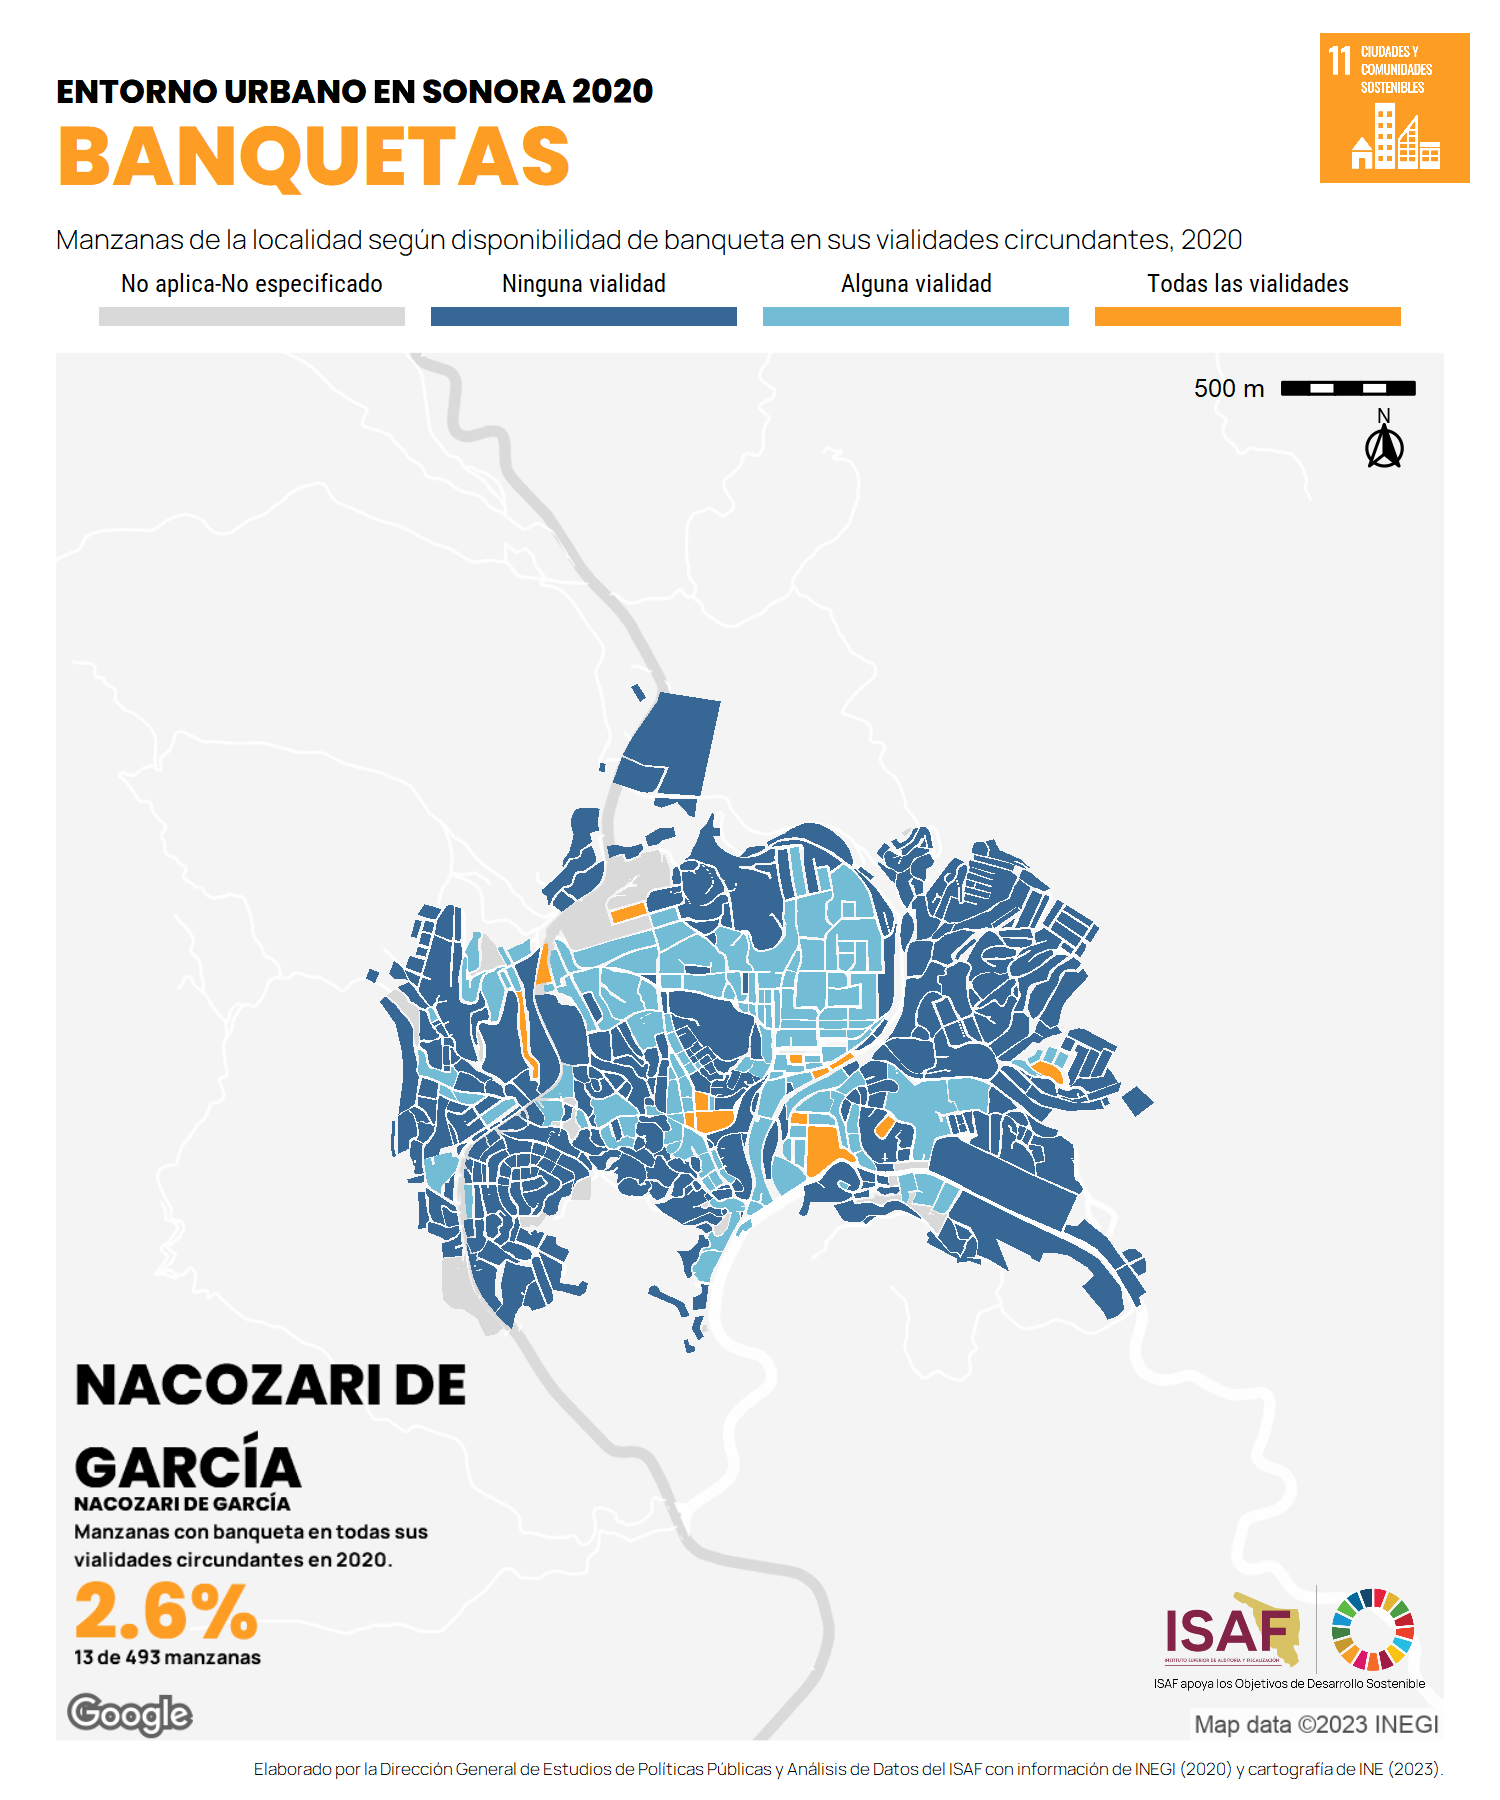 11 CIUDADES Y
COMUNIDADES
SOSTENIBLES
ENTORNO URBANO EN SONORA 2020
BANQUETAS
Manzanas de la localidad según disponibilidad de banqueta en sus vialidades circundantes, 2020
No aplica-No especificado Ninguna vialidad Alguna vialidad Todas las vialidades
500 m
N
NACOZARI DE
GARCÍA
NACOZARI DE GARCÍA
Manzanas con banqueta en todas sus
vialidades circundantes en 2020.
2.6%
13 de 493 manzanas
ISAF
INSTITUTO SUPERIOR DE AUDITORÍA Y FISCALIZACIÓN
ISAF apoya los Objetivos de Desarrollo Sostenible
Google
Map data ©2023 INEGI
Elaborado por la Dirección General de Estudios de Políticas Públicas y Análisis de Datos del ISAF con información de INEGI (2020) y cartografía de INE (2023).